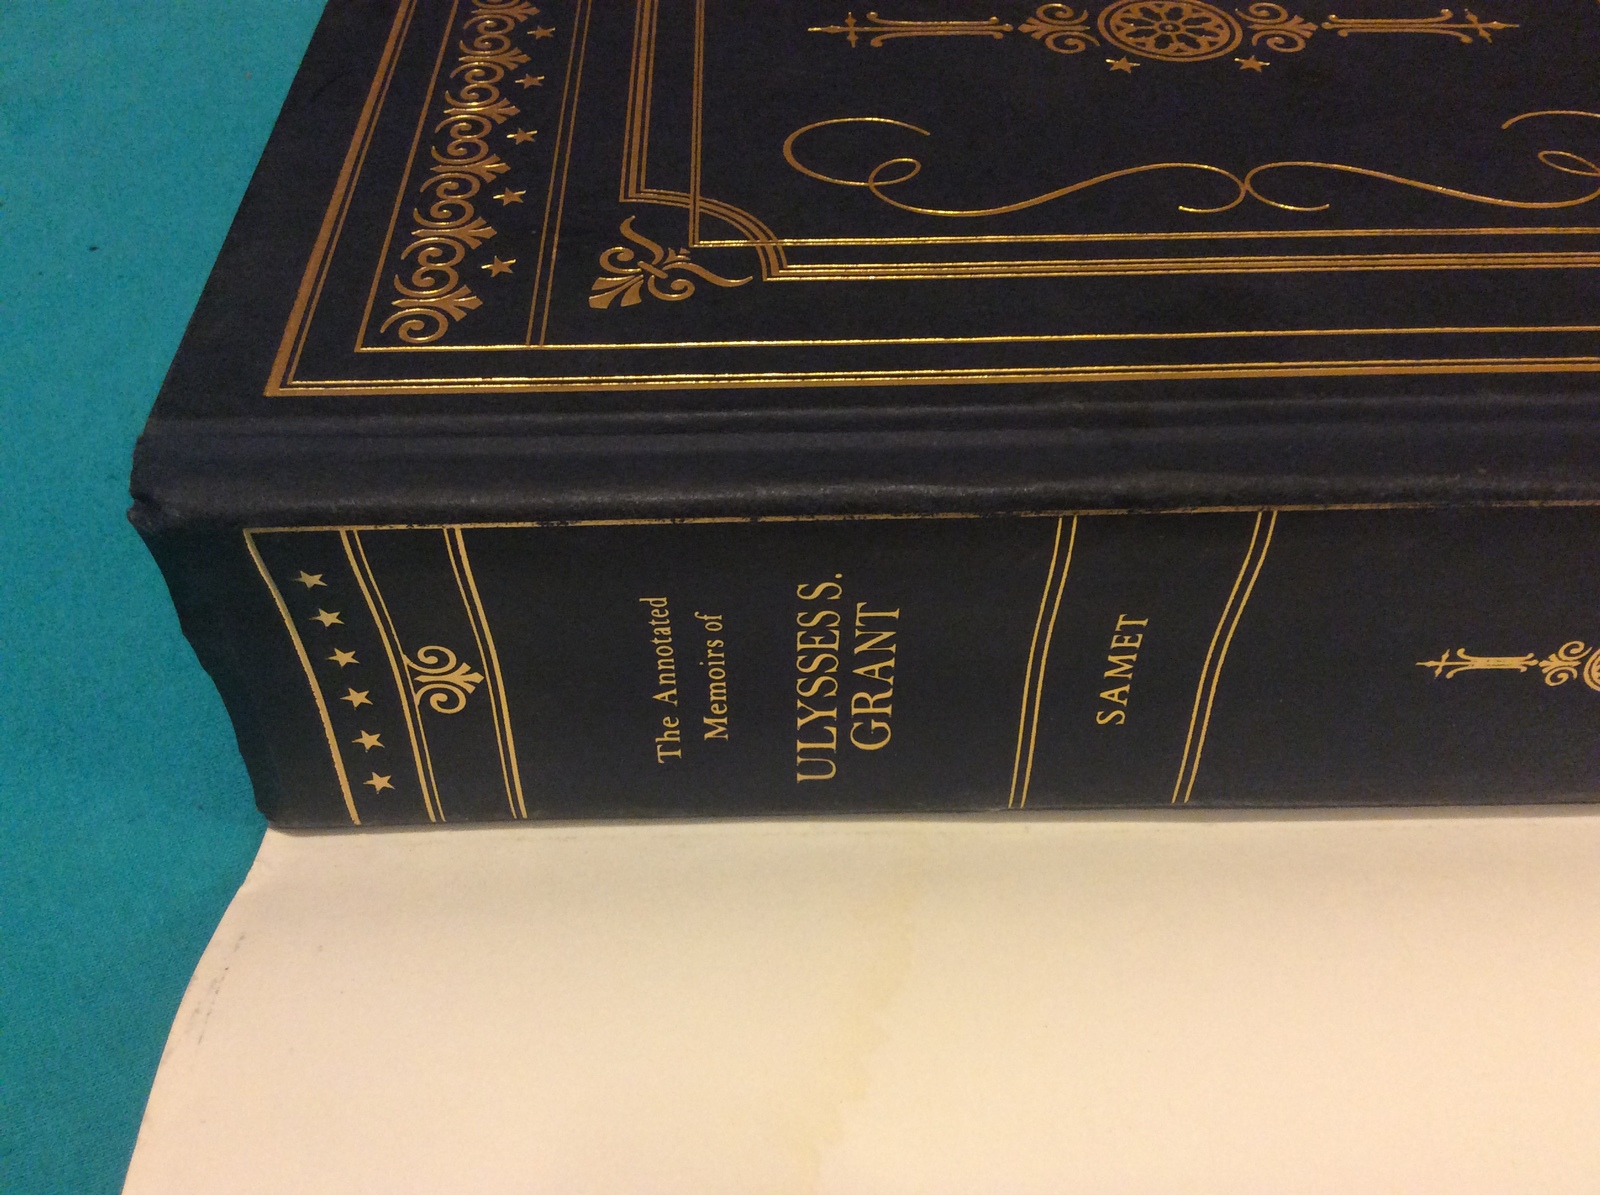 The Annotated
Memoirs of
ULYSSES S.
GRANT
SAMET